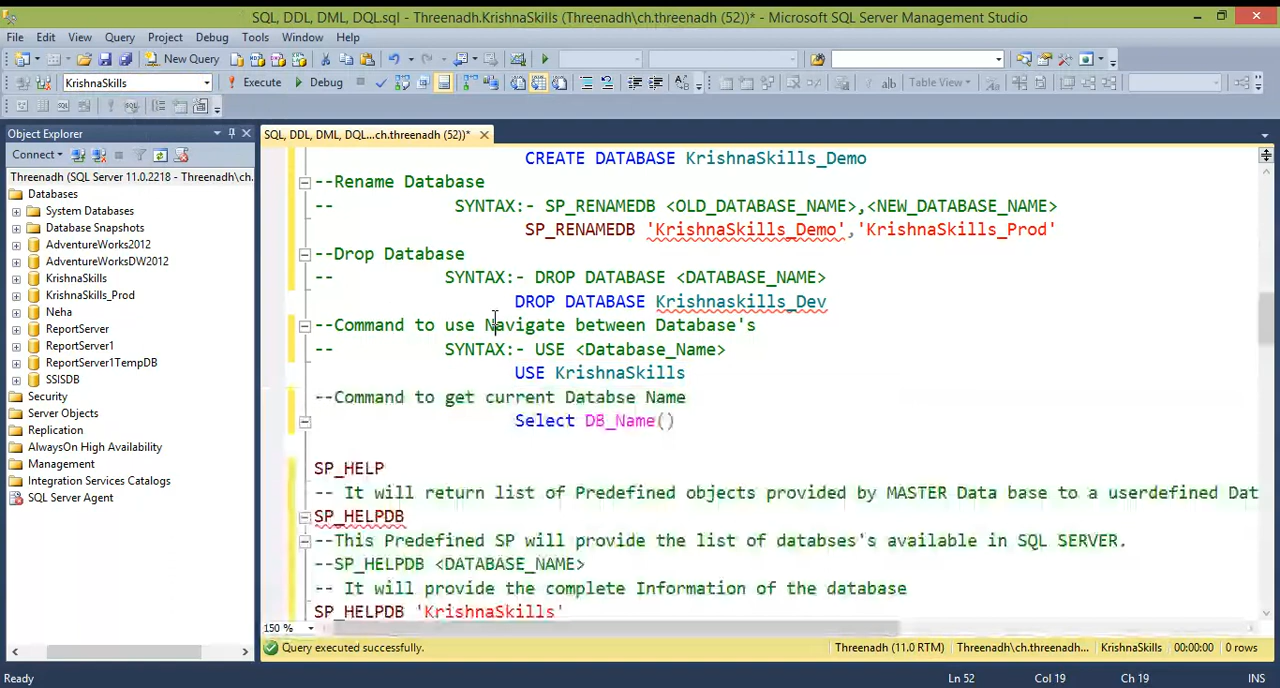 SQL, DDL, DML, DQL.sql - Threenadh.KrishnaSkills (Threenadh\ch.threenadh (52))* - Microsoft SQL Server Management Studio
File Edit View Query Project Debug Tools Window Help
New Query
KrishnaSkills Execute Debug Table View
Object Explorer
SQL, DDL, DML, DQL...ch.threenadh (52))*
Connect
Threenadh (SQL Server 11.0.2218 - Threenadh\ch.
Databases
System Databases
Database Snapshots
AdventureWorks2012
AdventureWorksDW2012
KrishnaSkills
KrishnaSkills_Prod
Neha
ReportServer
ReportServer1
ReportServer1TempDB
SSISDB
Security
Server Objects
Replication
AlwaysOn High Availability
Management
Integration Services Catalogs
SQL Server Agent
CREATE DATABASE KrishnaSkills_Demo
--Rename Database
-- SYNTAX:- SP_RENAMEDB <OLD_DATABASE_NAME>,<NEW_DATABASE_NAME>
SP_RENAMEDB 'KrishnaSkills_Demo','KrishnaSkills_Prod'
--Drop Database
-- SYNTAX:- DROP DATABASE <DATABASE_NAME>
DROP DATABASE Krishnaskills_Dev
--Command to use Navigate between Database's
-- SYNTAX:- USE <Database_Name>
USE KrishnaSkills
--Command to get current Databse Name
Select DB_Name()
SP_HELP
-- It will return list of Predefined objects provided by MASTER Data base to a userdefined Dat
SP_HELPDB
--This Predefined SP will provide the list of databses's available in SQL SERVER.
--SP_HELPDB <DATABASE_NAME>
-- It will provide the complete Information of the database
SP_HELPDB 'KrishnaSkills'
150 %
Query executed successfully. Threenadh (11.0 RTM) Threenadh\ch.threenadh... KrishnaSkills 00:00:00 0 rows
Ready Ln 52 Col 19 Ch 19 INS